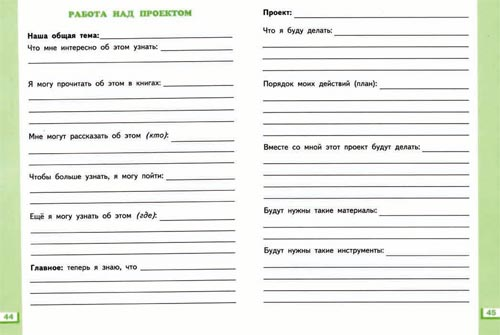 РАБОТА НАД ПРОЕКТОМ
Наша общая тема:
Что мне интересно об этом узнать:
Я могу прочитать об этом в книгах:
Мне могут рассказать об этом (кто):
Чтобы больше узнать, я могу пойти:
Ещё я могу узнать об этом (где):
Главное: теперь я знаю, что
44
Проект:
Что я буду делать:
Порядок моих действий (план):
Вместе со мной этот проект будут делать:
Будут нужны такие материалы:
Будут нужны такие инструменты:
45